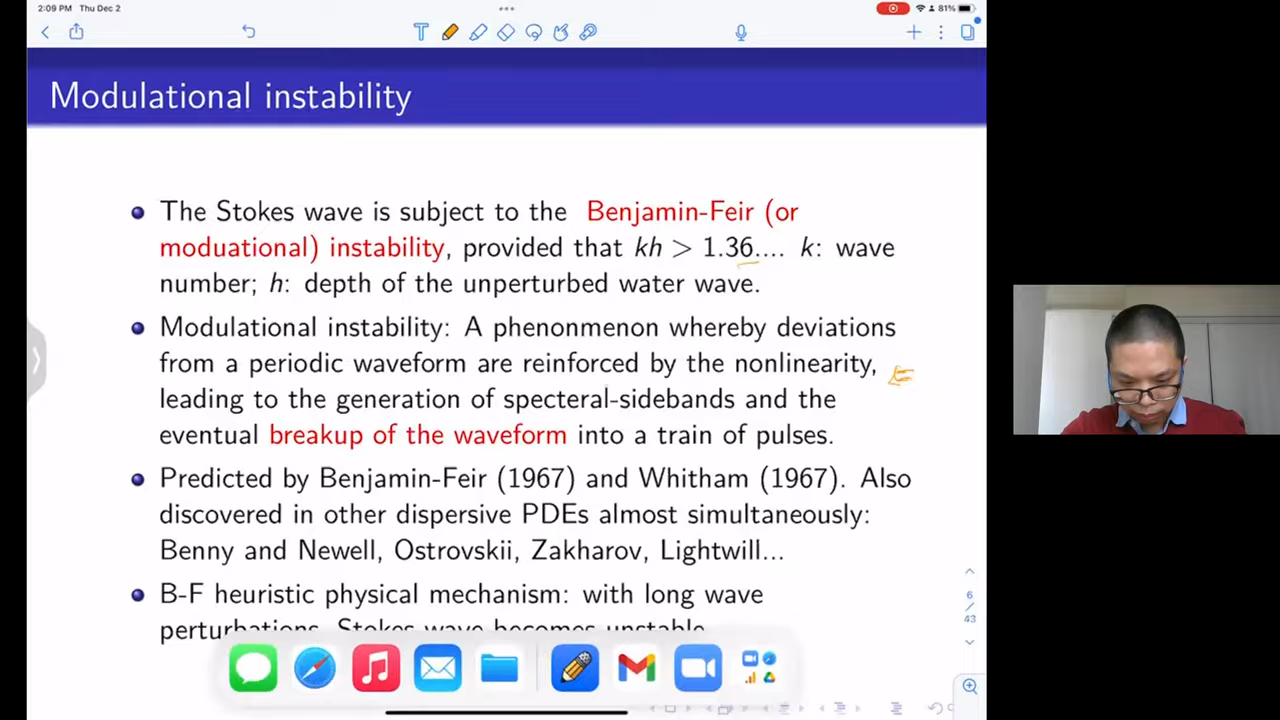 2:09 PM Thu Dec 2
81%
Modulational instability
The Stokes wave is subject to the Benjamin-Feir (or
moduational) instability, provided that kh > 1.36.... k: wave
number; h: depth of the unperturbed water wave.
Modulational instability: A phenonmenon whereby deviations
from a periodic waveform are reinforced by the nonlinearity,
leading to the generation of specteral-sidebands and the
eventual breakup of the waveform into a train of pulses.
Predicted by Benjamin-Feir (1967) and Whitham (1967). Also
discovered in other dispersive PDEs almost simultaneously:
Benny and Newell, Ostrovskii, Zakharov, Lightwill...
B-F heuristic physical mechanism: with long wave
perturbations, Stokes wave becomes unstable
6
/
43